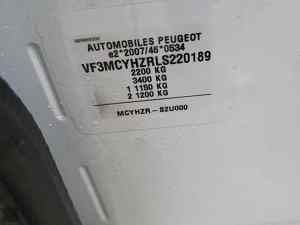 AUTOMOBILES PEUGEOT
e2*2007/46*0534
VF3MCYHZRLS220189
2200 KG
3400 KG
1 1150 KG
2 1200 KG
MCYHZR-S2U000